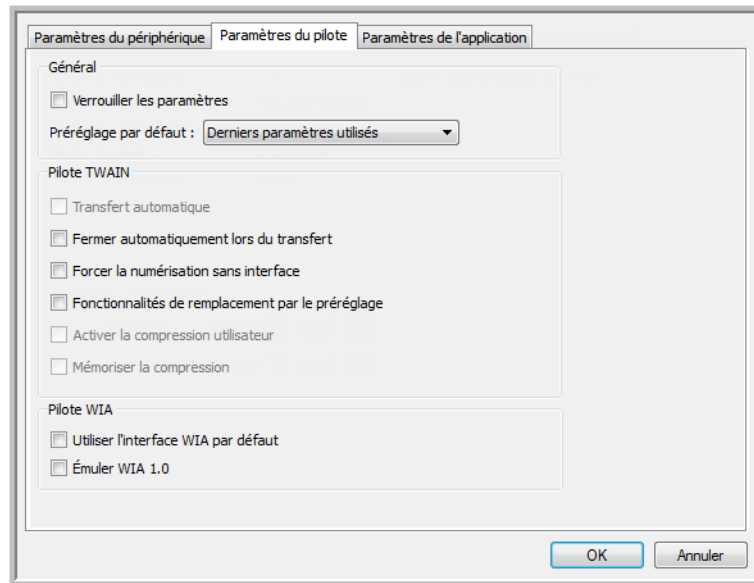 Paramètres du périphérique Paramètres du pilote Paramètres de l'application
Général
Verrouiller les paramètres
Préréglage par défaut : Derniers paramètres utilisés
Pilote TWAIN
Transfert automatique
Fermer automatiquement lors du transfert
Forcer la numérisation sans interface
Fonctionnalités de remplacement par le préréglage
Activer la compression utilisateur
Mémoriser la compression
Pilote WIA
Utiliser l'interface WIA par défaut
Émuler WIA 1.0
OK Annuler